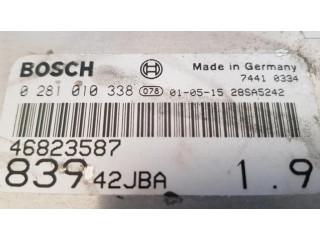 BOSCH Made in Germany
7441 0334
0 281 010 338 078 01-05-15 28SA5242
46823587
839 42JBA 1.9